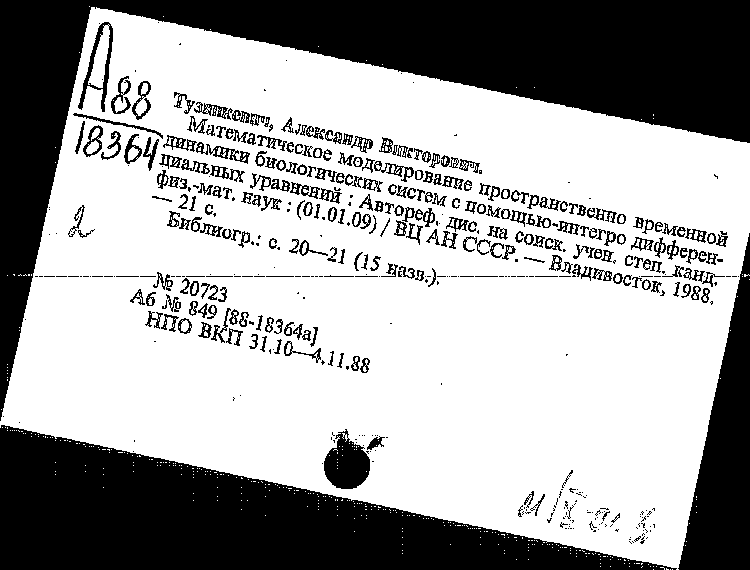 А88
18364
2
Тузинкевич, Александр Викторович.
Математическое моделирование пространственно временной
динамики биологических систем с помощью-интегро дифферен-
циальных уравнений : Автореф. дис. на соиск. учен. степ. канд.
физ.-мат. наук : (01.01.09) / ВЦ АН СССР. — Владивосток, 1988.
— 21 с.
Библиогр.: с. 20—21 (15 назв.).
№ 20723
Аб № 849 [88-18364а]
НПО ВКП 31.10—4.11.88